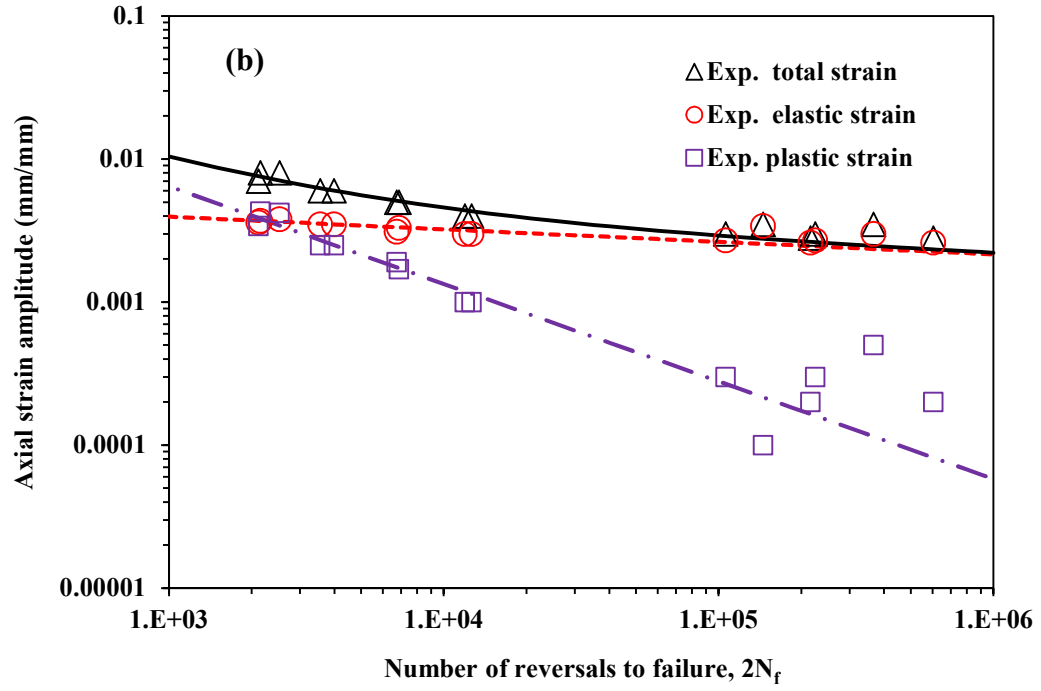 0.1
(b)
Exp. total strain
Exp. elastic strain
Exp. plastic strain
0.01
0.001
0.0001
0.00001
Axial strain amplitude (mm/mm)
1.E+03 1.E+04 1.E+05 1.E+06
Number of reversals to failure, 2Nf